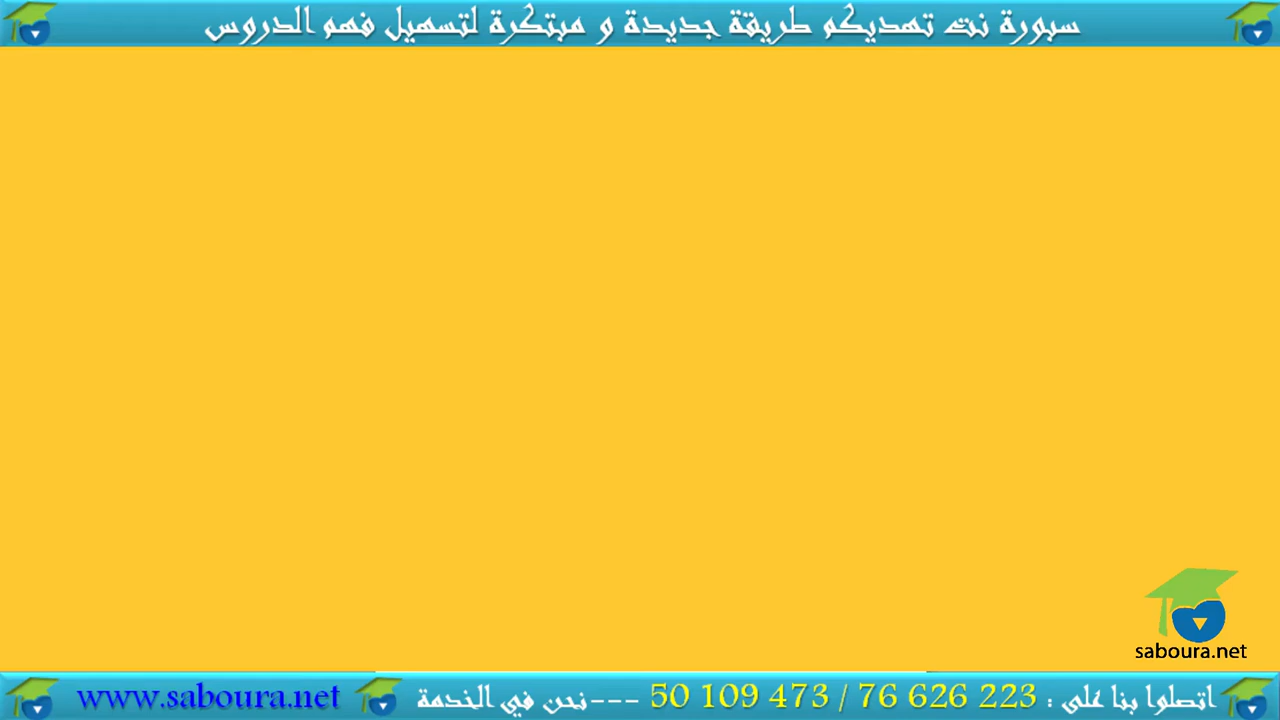 سبورة نت تهديكم طريقة جديدة و مبتكرة لتسهيل فهم الدروس
saboura.net
اتصلوا بنا على : 223 626 76 / 473 109 50 ---نحن في الخدمة www.saboura.net